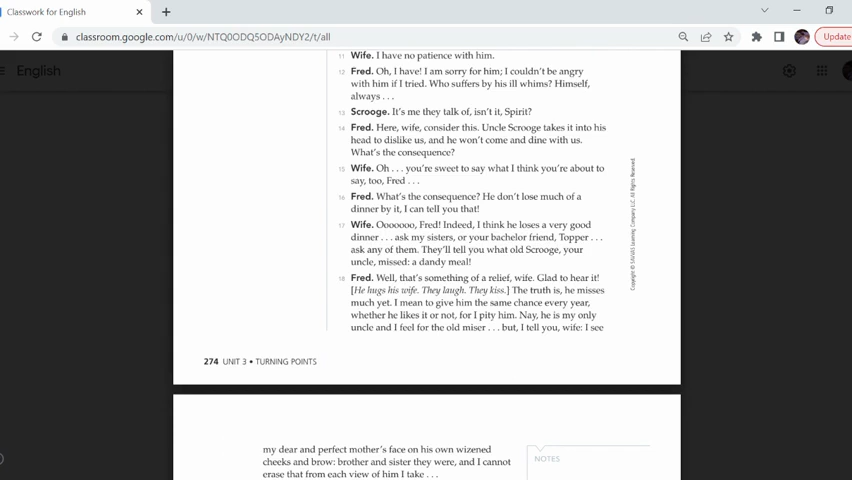 Classwork for English
classroom.google.com/u/0/w/NTQ0ODQ5ODAyNDY2/t/all
Update
English
11 Wife. I have no patience with him.
12 Fred. Oh, I have! I am sorry for him; I couldn't be angry
with him if I tried. Who suffers by his ill whims? Himself,
always . . .
13 Scrooge. It's me they talk of, isn't it, Spirit?
14 Fred. Here, wife, consider this. Uncle Scrooge takes it into his
head to dislike us, and he won't come and dine with us.
What's the consequence?
15 Wife. Oh . . . you're sweet to say what I think you're about to
say, too, Fred . . .
16 Fred. What's the consequence? He don't lose much of a
dinner by it, I can tell you that!
17 Wife. Ooooooo, Fred! Indeed, I think he loses a very good
dinner . . . ask my sisters, or your bachelor friend, Topper . . .
ask any of them. They'll tell you what old Scrooge, your
uncle, missed: a dandy meal!
18 Fred. Well, that's something of a relief, wife. Glad to hear it!
[He hugs his wife. They laugh. They kiss.] The truth is, he misses
much yet. I mean to give him the same chance every year,
whether he likes it or not, for I pity him. Nay, he is my only
uncle and I feel for the old miser . . . but, I tell you, wife: I see
Copyright © SAVVAS Learning Company LLC. All Rights Reserved.
274 UNIT 3 • TURNING POINTS
my dear and perfect mother's face on his own wizened
cheeks and brow: brother and sister they were, and I cannot
erase that from each view of him I take . . .
NOTES